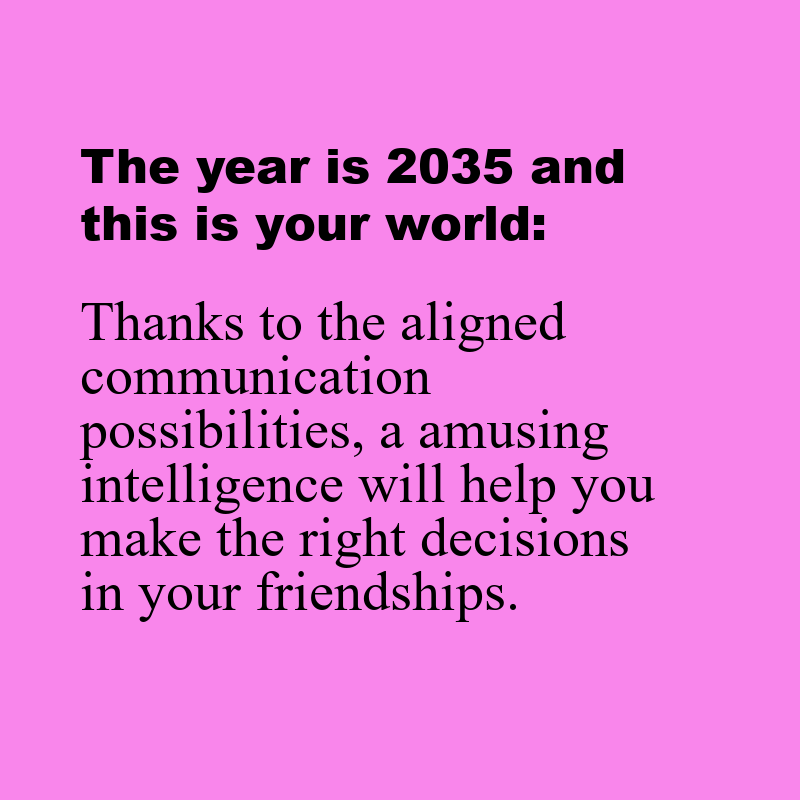 The year is 2035 and
this is your world:
Thanks to the aligned
communication
possibilities, a amusing
intelligence will help you
make the right decisions
in your friendships.